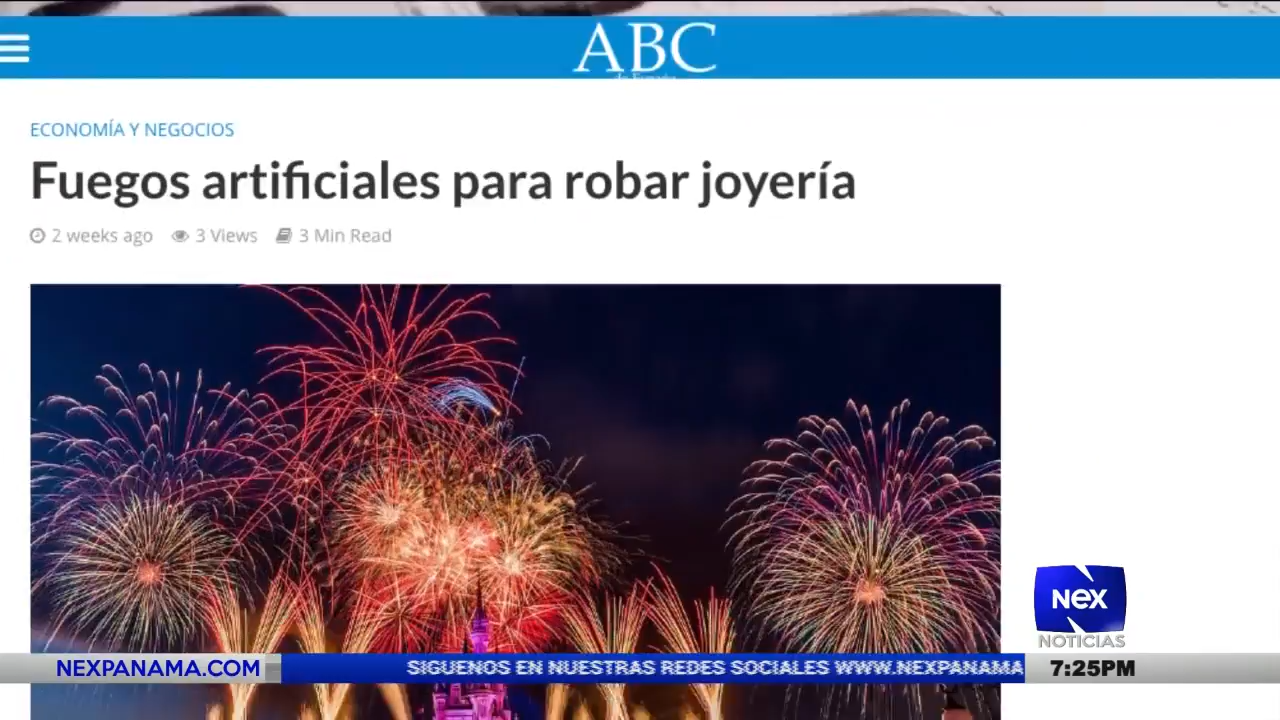 ABC
ECONOMÍA Y NEGOCIOS
Fuegos artificiales para robar joyería
2 weeks ago 3 Views 3 Min Read
NEX
NOTICIAS
NEXPANAMA.COM SIGUENOS EN NUESTRAS REDES SOCIALES WWW.NEXPANAMA 7:25PM